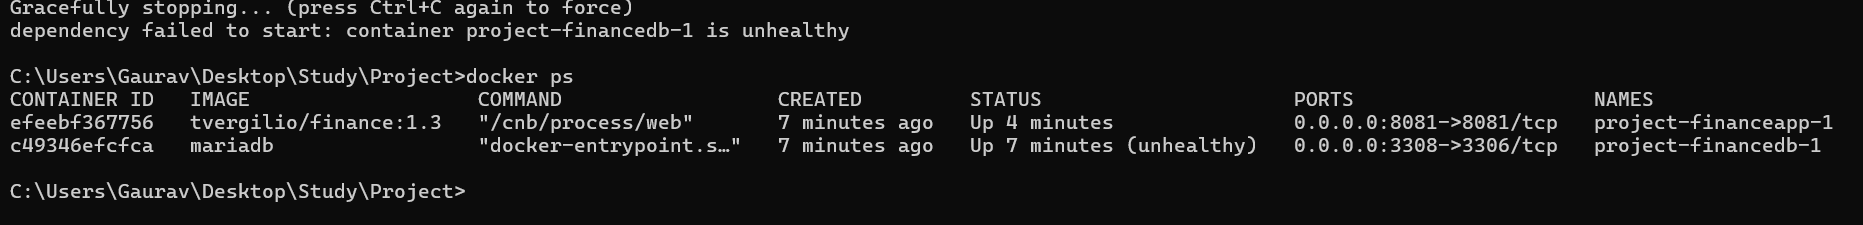 Gracefully stopping... (press Ctrl+C again to force)
dependency failed to start: container project-financedb-1 is unhealthy
C:\Users\Gaurav\Desktop\Study\Project>docker ps
CONTAINER ID   IMAGE                   COMMAND                  CREATED         STATUS                     PORTS                    NAMES
efeebf367756   tvergilio/finance:1.3   "/cnb/process/web"       7 minutes ago   Up 4 minutes               0.0.0.0:8081->8081/tcp   project-financeapp-1
c49346efcfca   mariadb                 "docker-entrypoint.s…"   7 minutes ago   Up 7 minutes (unhealthy)   0.0.0.0:3308->3306/tcp   project-financedb-1
C:\Users\Gaurav\Desktop\Study\Project>